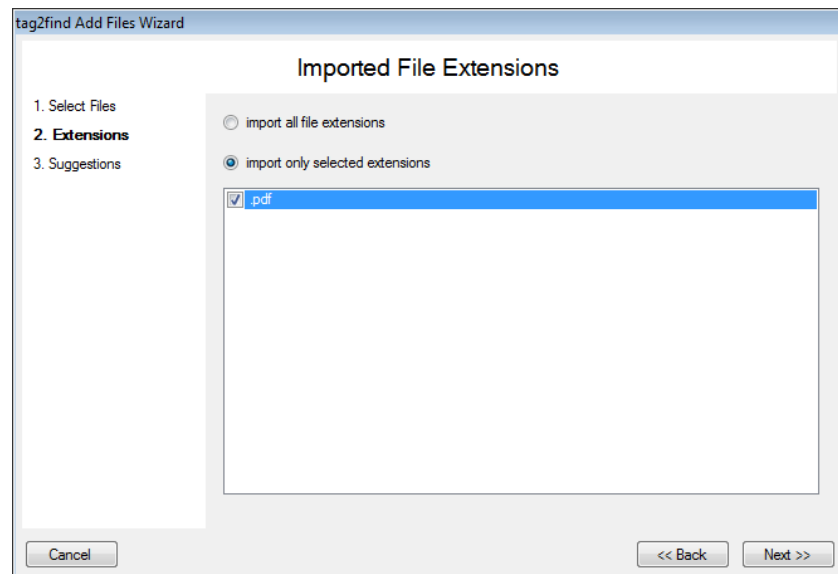 tag2find Add Files Wizard
Imported File Extensions
1. Select Files
2. Extensions
3. Suggestions
import all file extensions
import only selected extensions
.pdf
Cancel
<< Back
Next >>